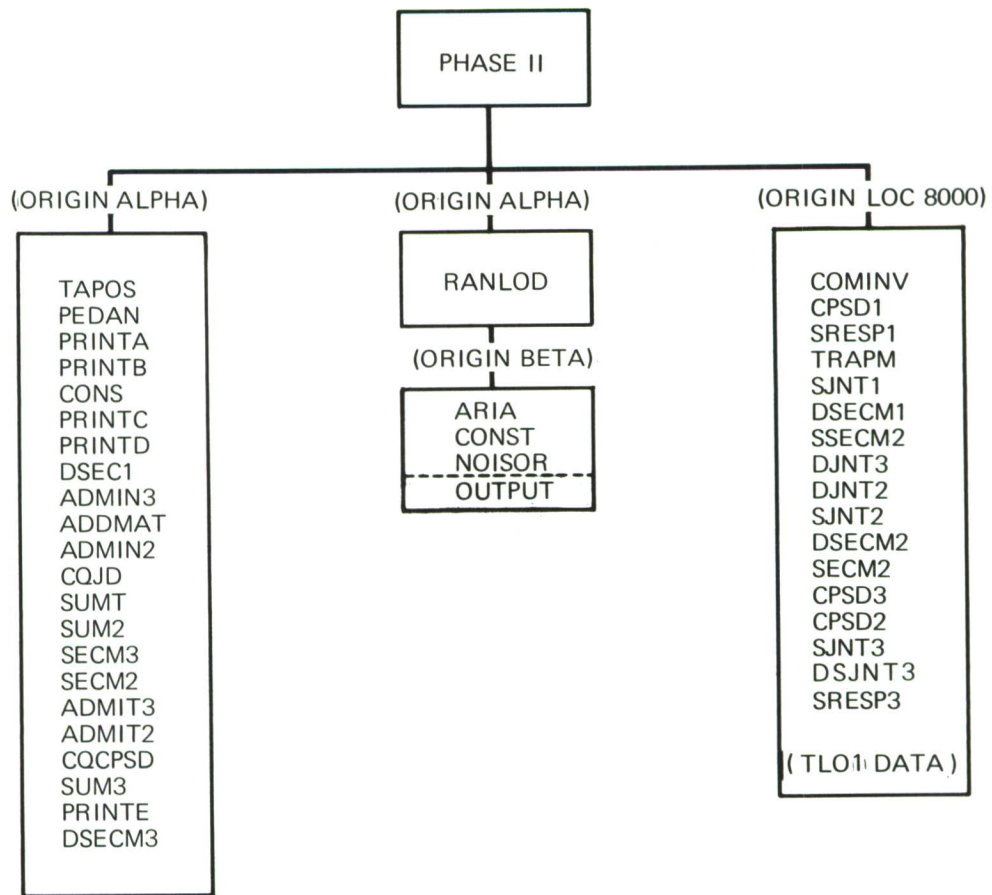 PHASE II
(ORIGIN ALPHA)
TAPOS
PEDAN
PRINTA
PRINTB
CONS
PRINTC
PRINTD
DSEC1
ADMIN3
ADDMAT
ADMIN2
CQJD
SUMT
SUM2
SECM3
SECM2
ADMIT3
ADMIT2
CQCPSD
SUM3
PRINTE
DSECM3
(ORIGIN ALPHA)
RANLOD
(ORIGIN BETA)
ARIA
CONST
NOISOR
OUTPUT
(ORIGIN LOC 8000)
COMINV
CPSD1
SRESP1
TRAPM
SJNT1
DSECM1
SSECM2
DJNT3
DJNT2
SJNT2
DSECM2
SECM2
CPSD3
CPSD2
SJNT3
DSJNT3
SRESP3
(TLO1 DATA)